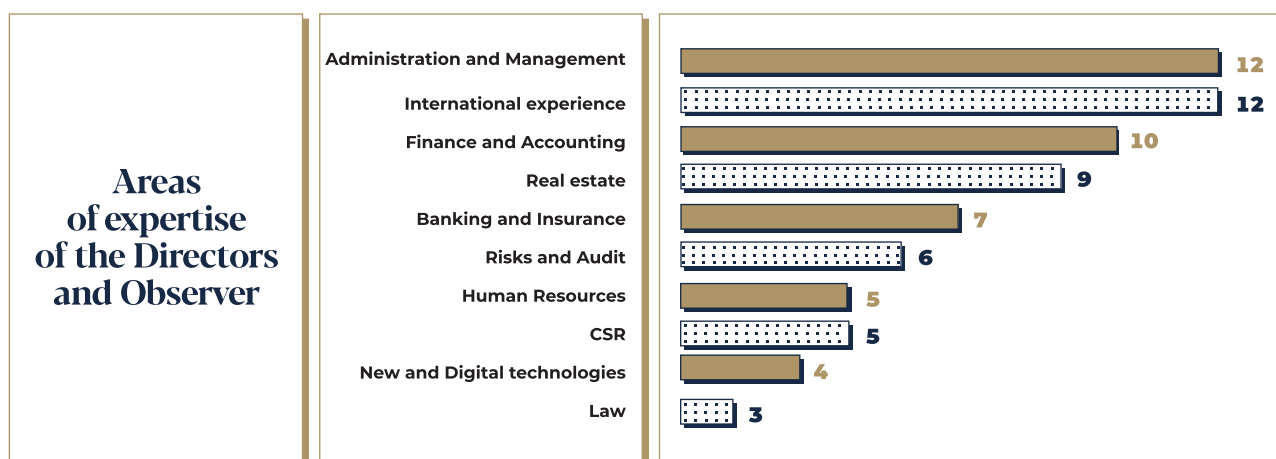 Areas
of expertise
of the Directors
and Observer
Administration and Management 12
International experience 12
Finance and Accounting 10
Real estate 9
Banking and Insurance 7
Risks and Audit 6
Human Resources 5
CSR 5
New and Digital technologies 4
Law 3